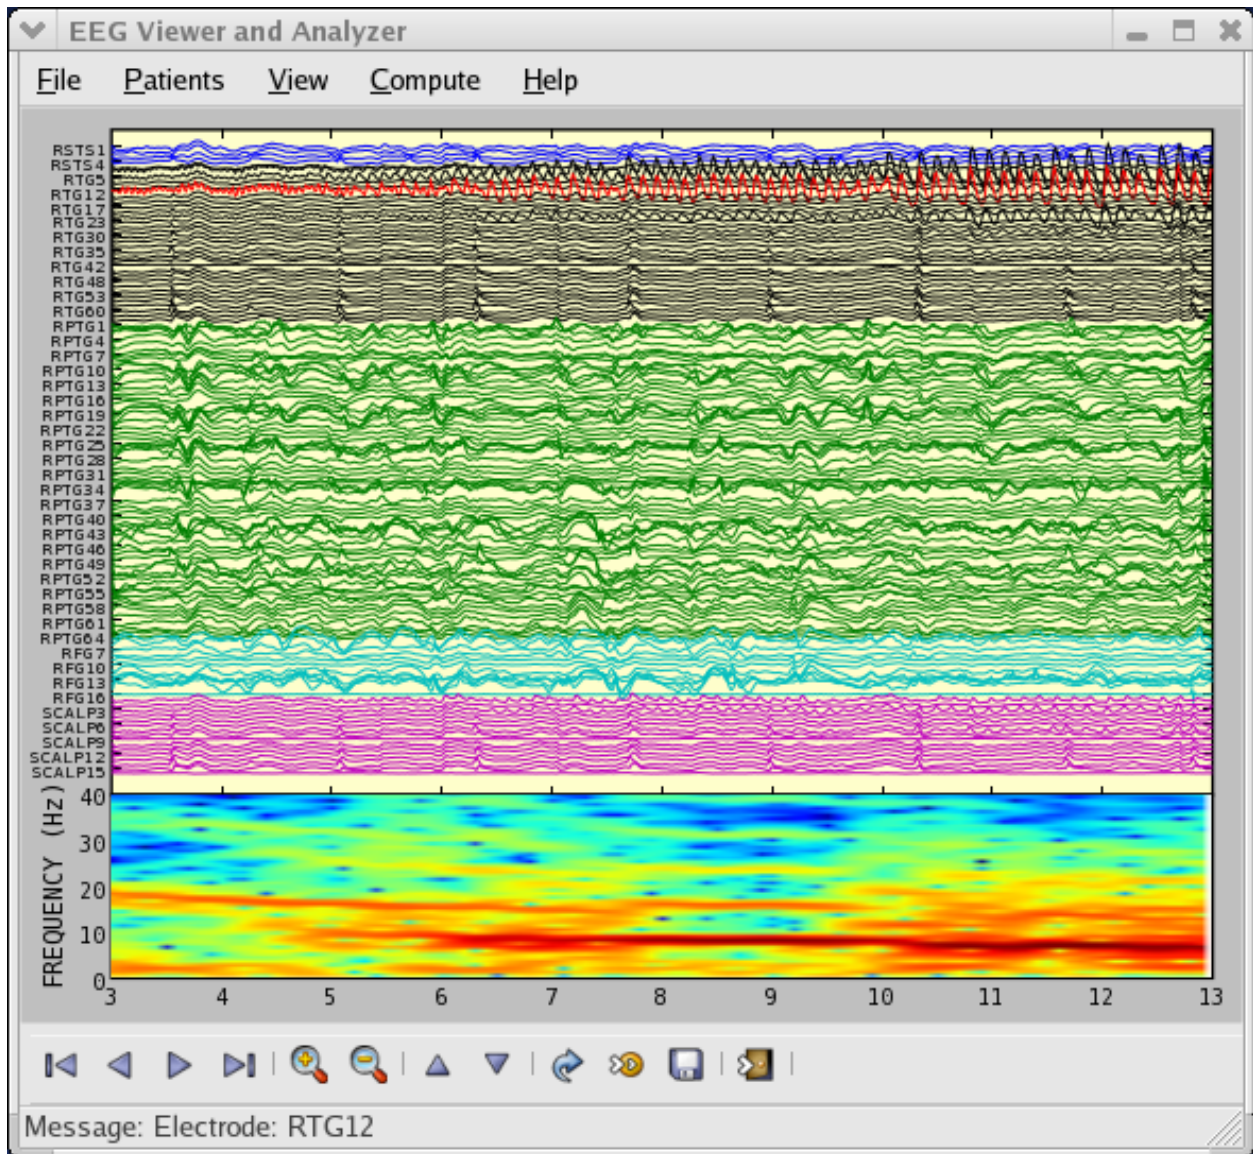 EEG Viewer and Analyzer
File Patients View Compute Help
RSTS1
RSTS4
RTG5
RTG12
RTG17
RTG23
RTG30
RTG35
RTG42
RTG48
RTG53
RTG60
RPTG1
RPTG4
RPTG7
RPTG10
RPTG13
RPTG16
RPTG19
RPTG22
RPTG25
RPTG28
RPTG31
RPTG34
RPTG37
RPTG40
RPTG43
RPTG46
RPTG49
RPTG52
RPTG55
RPTG58
RPTG61
RPTG64
RFG7
RFG10
RFG13
RFG16
SCALP3
SCALP6
SCALP9
SCALP12
SCALP15
FREQUENCY (Hz)
40
30
20
10
0
3 4 5 6 7 8 9 10 11 12 13
Message: Electrode: RTG12